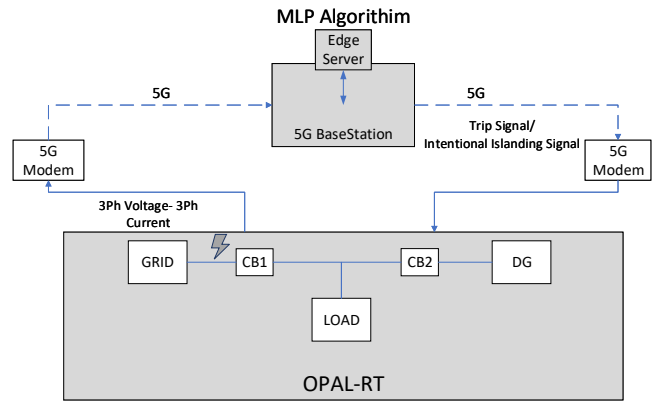 MLP Algorithim
Edge
Server
5G
5G
5G BaseStation
Trip Signal/
Intentional Islanding Signal
5G
Modem
5G
Modem
3Ph Voltage- 3Ph
Current
GRID
CB1
CB2
DG
LOAD
OPAL-RT